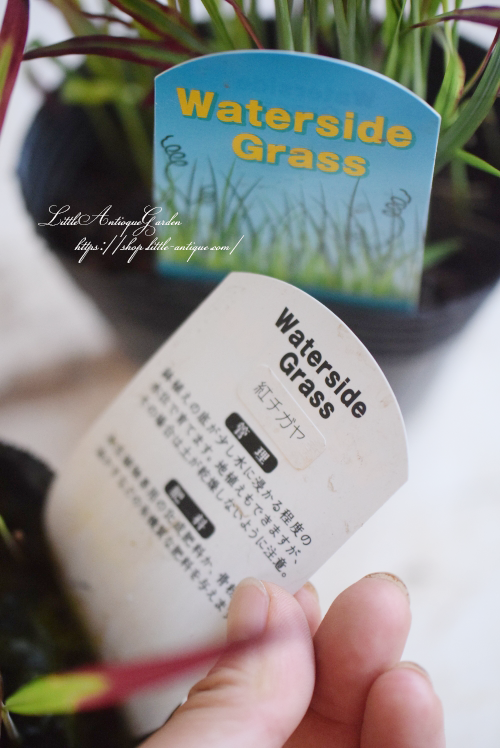 Waterside
Grass
LittleAntiqueGarden
https://shop.little-antique.com/
Waterside
Grass
紅チガヤ
管理
鉢植えの底が少し水に浸かる程度の
水位で育てます。地植えもできますが、
その場合は土が乾燥しないように注意。
肥料